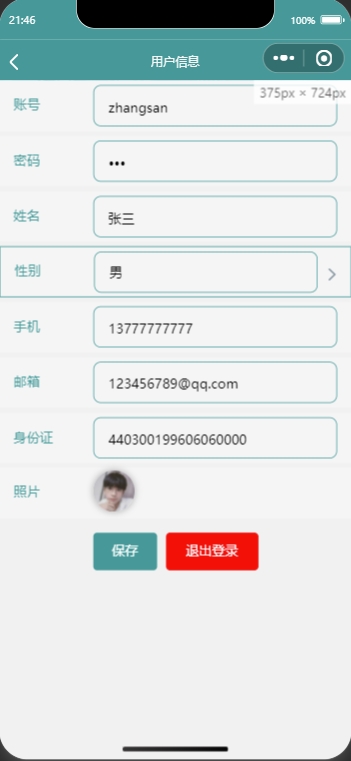 21:46
100%
用户信息
375px × 724px
账号 zhangsan
密码 •••
姓名 张三
性别 男
手机 13777777777
邮箱 123456789@qq.com
身份证 440300199606060000
照片
保存 退出登录